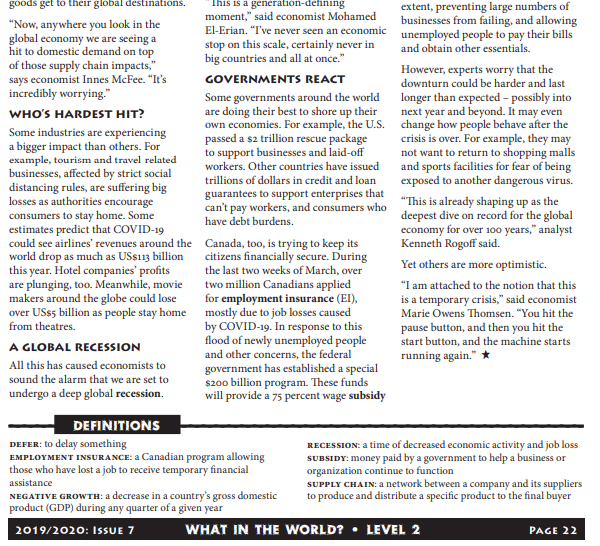 goods get to their global destinations.
“Now, anywhere you look in the
global economy we are seeing a
hit to domestic demand on top
of those supply chain impacts,”
says economist Innes McFee. “It’s
incredibly worrying.”
WHO’S HARDEST HIT?
Some industries are experiencing
a bigger impact than others. For
example, tourism and travel related
businesses, affected by strict social
distancing rules, are suffering big
losses as authorities encourage
consumers to stay home. Some
estimates predict that COVID-19
could see airlines’ revenues around the
world drop as much as US$113 billion
this year. Hotel companies’ profits
are plunging, too. Meanwhile, movie
makers around the globe could lose
over US$5 billion as people stay home
from theatres.
A GLOBAL RECESSION
All this has caused economists to
sound the alarm that we are set to
undergo a deep global recession.
“This is a generation-defining
moment,” said economist Mohamed
El-Erian. “I’ve never seen an economic
stop on this scale, certainly never in
big countries and all at once.”
GOVERNMENTS REACT
Some governments around the world
are doing their best to shore up their
own economies. For example, the U.S.
passed a $2 trillion rescue package
to support businesses and laid-off
workers. Other countries have issued
trillions of dollars in credit and loan
guarantees to support enterprises that
can’t pay workers, and consumers who
have debt burdens.
Canada, too, is trying to keep its
citizens financially secure. During
the last two weeks of March, over
two million Canadians applied
for employment insurance (EI),
mostly due to job losses caused
by COVID-19. In response to this
flood of newly unemployed people
and other concerns, the federal
government has established a special
$200 billion program. These funds
will provide a 75 percent wage subsidy
extent, preventing large numbers of
businesses from failing, and allowing
unemployed people to pay their bills
and obtain other essentials.
However, experts worry that the
downturn could be harder and last
longer than expected – possibly into
next year and beyond. It may even
change how people behave after the
crisis is over. For example, they may
not want to return to shopping malls
and sports facilities for fear of being
exposed to another dangerous virus.
“This is already shaping up as the
deepest dive on record for the global
economy for over 100 years,” analyst
Kenneth Rogoff said.
Yet others are more optimistic.
“I am attached to the notion that this
is a temporary crisis,” said economist
Marie Owens Thomsen. “You hit the
pause button, and then you hit the
start button, and the machine starts
running again.” ★
DEFINITIONS
DEFER: to delay something
EMPLOYMENT INSURANCE: a Canadian program allowing
those who have lost a job to receive temporary financial
assistance
NEGATIVE GROWTH: a decrease in a country’s gross domestic
product (GDP) during any quarter of a given year
RECESSION: a time of decreased economic activity and job loss
SUBSIDY: money paid by a government to help a business or
organization continue to function
SUPPLY CHAIN: a network between a company and its suppliers
to produce and distribute a specific product to the final buyer
2019/2020: ISSUE 7 WHAT IN THE WORLD? • LEVEL 2 PAGE 22